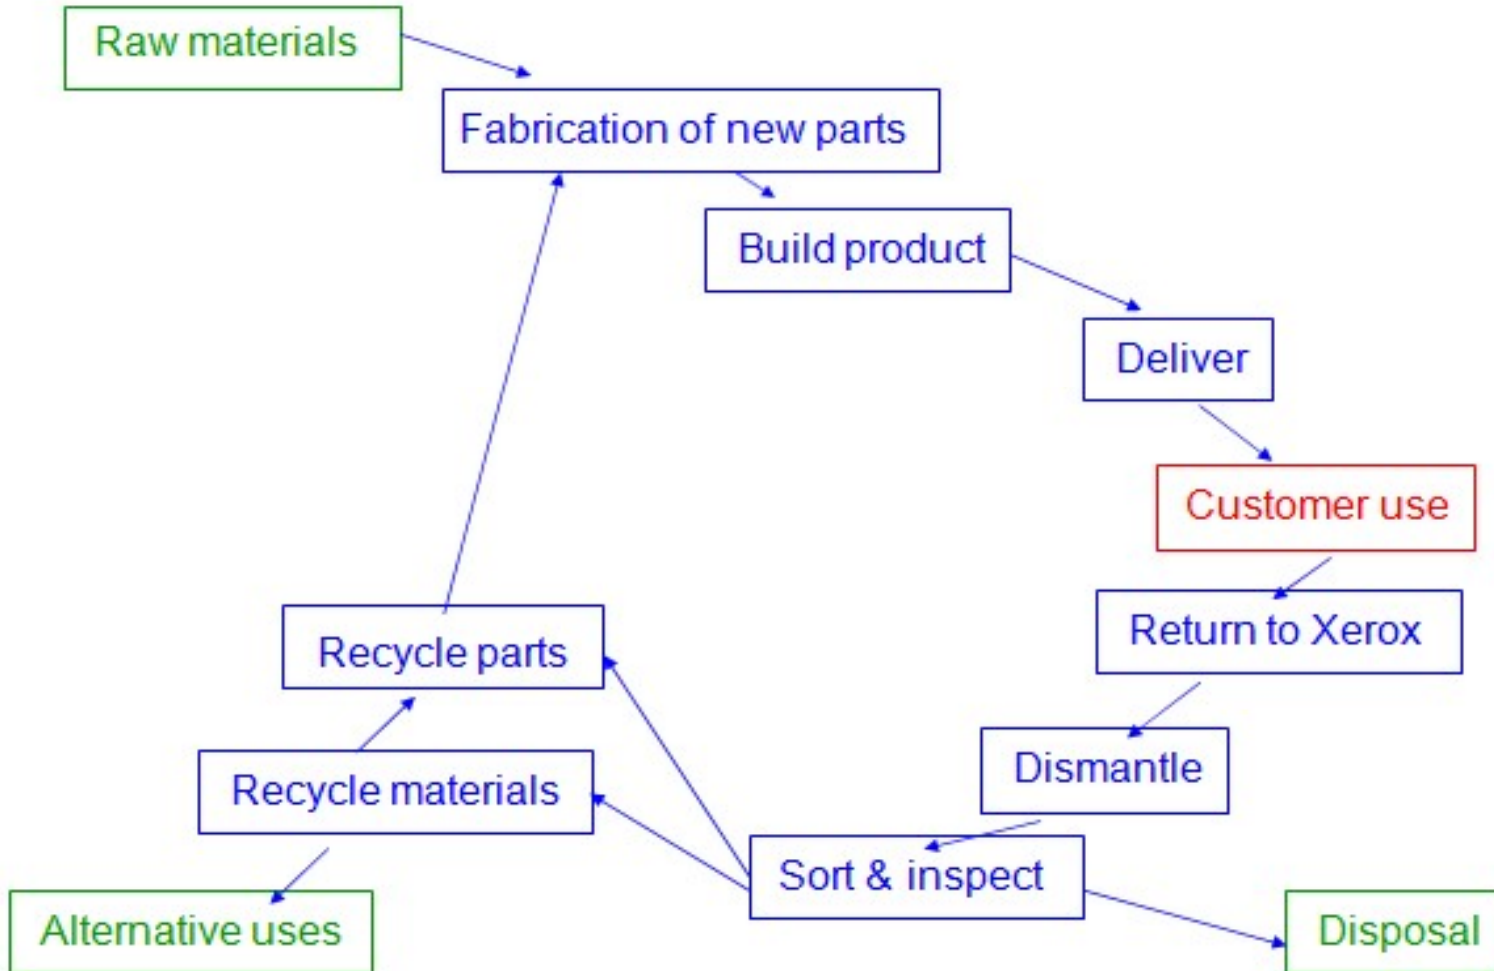 Raw materials
Fabrication of new parts
Build product
Deliver
Customer use
Return to Xerox
Recycle parts
Dismantle
Recycle materials
Sort & inspect
Alternative uses
Disposal